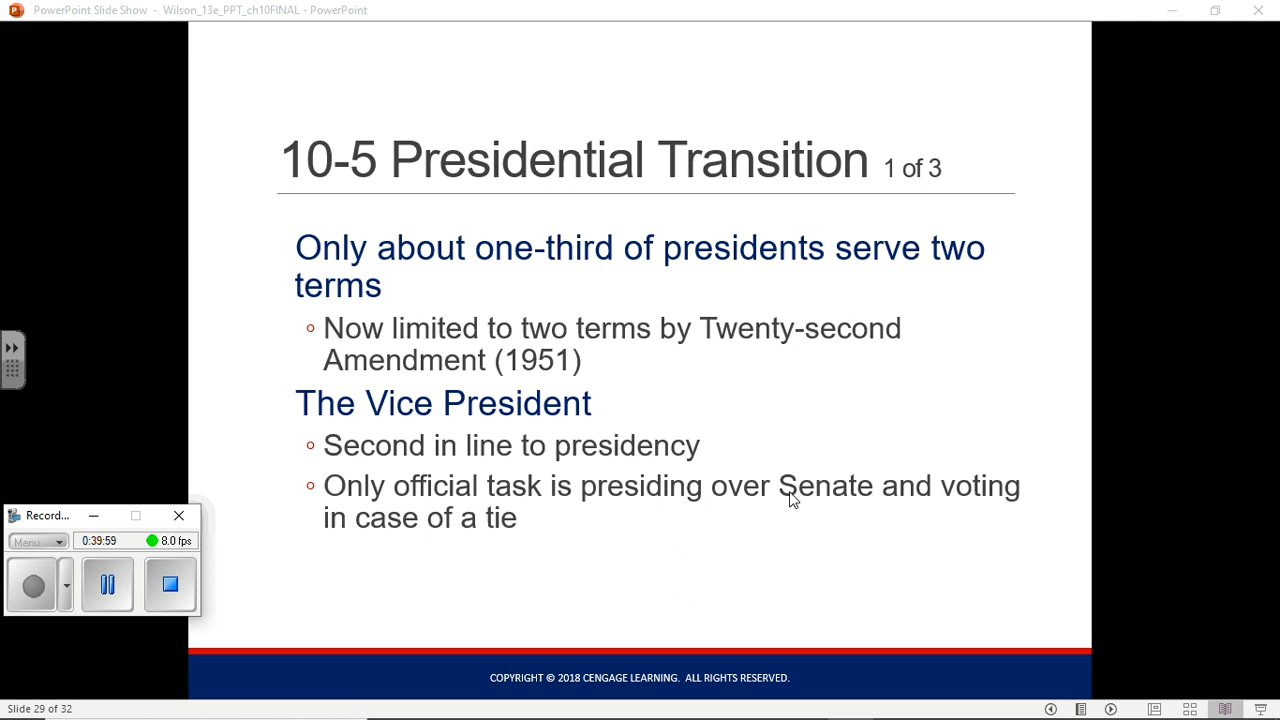 PowerPoint Slide Show - Wilson_13e_PPT_ch10FINAL - PowerPoint
10-5 Presidential Transition 1 of 3
Only about one-third of presidents serve two
terms
Now limited to two terms by Twenty-second
Amendment (1951)
The Vice President
Second in line to presidency
Only official task is presiding over Senate and voting
in case of a tie
Record...
Menu
0:39:59
8.0 fps
COPYRIGHT © 2018 CENGAGE LEARNING. ALL RIGHTS RESERVED.
Slide 29 of 32